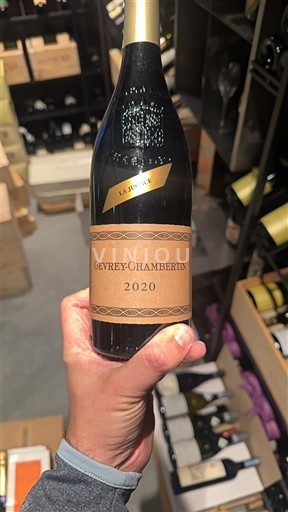 LA JUSTICE
VINIOU
GEVREY-CHAMBERTIN
2020